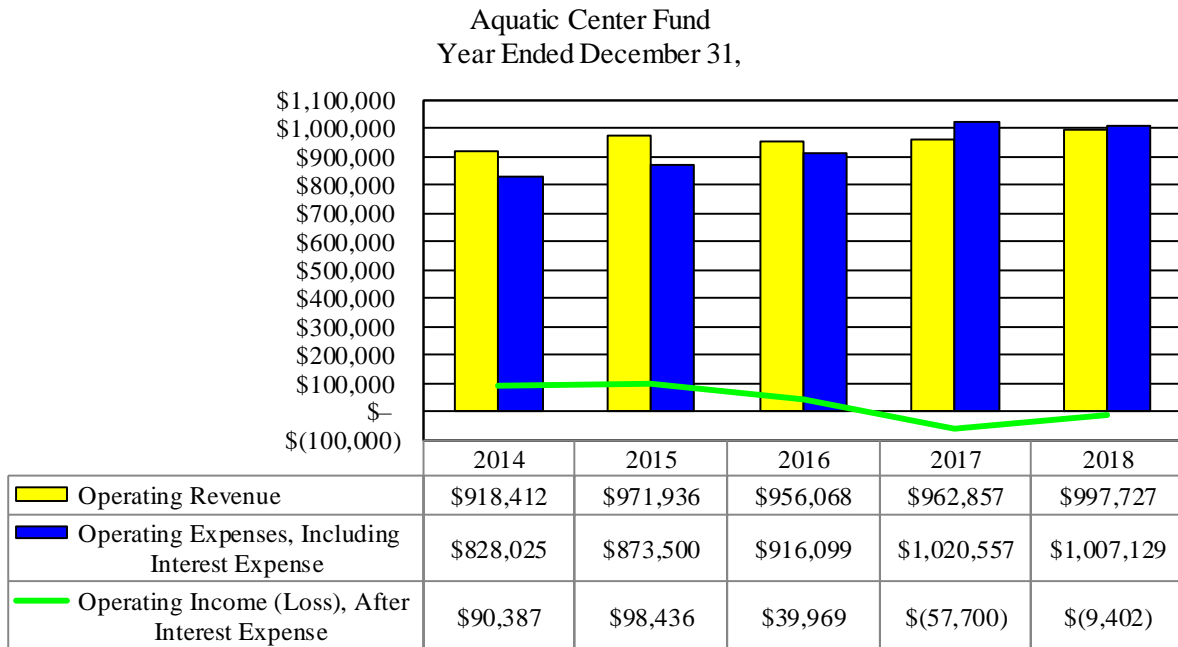 Aquatic Center Fund
Year Ended December 31,
$1,100,000
$1,000,000
$900,000
$800,000
$700,000
$600,000
$500,000
$400,000
$300,000
$200,000
$100,000
$–
$(100,000)
2014 2015 2016 2017 2018
Operating Revenue $918,412 $971,936 $956,068 $962,857 $997,727
Operating Expenses, Including
Interest Expense $828,025 $873,500 $916,099 $1,020,557 $1,007,129
Operating Income (Loss), After
Interest Expense $90,387 $98,436 $39,969 $(57,700) $(9,402)